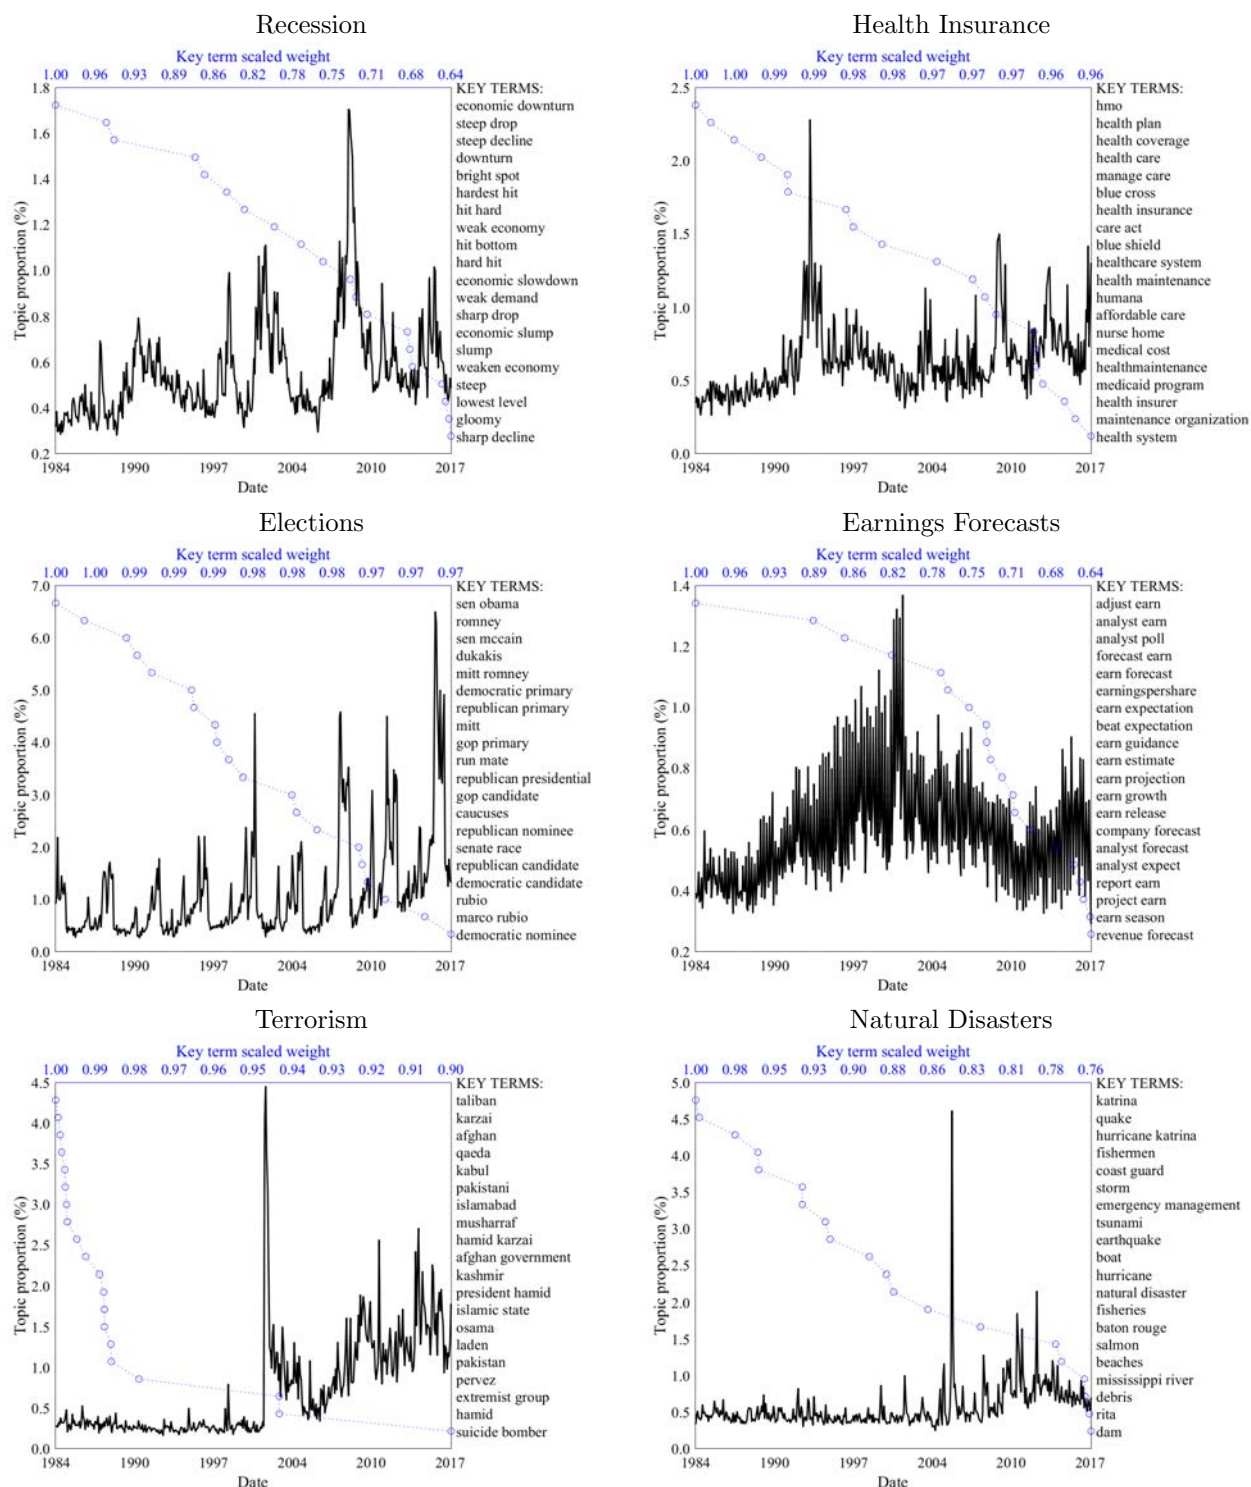 Recession
Key term scaled weight
1.00 0.96 0.93 0.89 0.86 0.82 0.78 0.75 0.71 0.68 0.64
KEY TERMS:
economic downturn
steep drop
steep decline
downturn
bright spot
hardest hit
hit hard
weak economy
hit bottom
hard hit
economic slowdown
weak demand
sharp drop
economic slump
slump
weaken economy
steep
lowest level
gloomy
sharp decline
Topic proportion (%)
1.8
1.6
1.4
1.2
1.0
0.8
0.6
0.4
0.2
1984 1990 1997 2004 2010 2017
Date
Health Insurance
Key term scaled weight
1.00 1.00 0.99 0.99 0.98 0.98 0.97 0.97 0.97 0.96 0.96
KEY TERMS:
hmo
health plan
health coverage
health care
manage care
blue cross
health insurance
care act
blue shield
healthcare system
health maintenance
humana
affordable care
nurse home
medical cost
healthmaintenance
medicaid program
health insurer
maintenance organization
health system
Topic proportion (%)
2.5
2.0
1.5
1.0
0.5
0.0
1984 1990 1997 2004 2010 2017
Date
Elections
Key term scaled weight
1.00 1.00 0.99 0.99 0.99 0.98 0.98 0.98 0.97 0.97 0.97
KEY TERMS:
sen obama
romney
sen mccain
dukakis
mitt romney
democratic primary
republican primary
mitt
gop primary
run mate
republican presidential
gop candidate
caucuses
republican nominee
senate race
republican candidate
democratic candidate
rubio
marco rubio
democratic nominee
Topic proportion (%)
7.0
6.0
5.0
4.0
3.0
2.0
1.0
0.0
1984 1990 1997 2004 2010 2017
Date
Earnings Forecasts
Key term scaled weight
1.00 0.96 0.93 0.89 0.86 0.82 0.78 0.75 0.71 0.68 0.64
KEY TERMS:
adjust earn
analyst earn
analyst poll
forecast earn
earn forecast
earningspershare
earn expectation
beat expectation
earn guidance
earn estimate
earn projection
earn growth
earn release
company forecast
analyst forecast
analyst expect
report earn
project earn
earn season
revenue forecast
Topic proportion (%)
1.4
1.2
1.0
0.8
0.6
0.4
0.2
1984 1990 1997 2004 2010 2017
Date
Terrorism
Key term scaled weight
1.00 0.99 0.98 0.97 0.96 0.95 0.94 0.93 0.92 0.91 0.90
KEY TERMS:
taliban
karzai
afghan
qaeda
kabul
pakistani
islamabad
musharraf
hamid karzai
afghan government
kashmir
president hamid
islamic state
osama
laden
pakistan
pervez
extremist group
hamid
suicide bomber
Topic proportion (%)
4.5
4.0
3.5
3.0
2.5
2.0
1.5
1.0
0.5
0.0
1984 1990 1997 2004 2010 2017
Date
Natural Disasters
Key term scaled weight
1.00 0.98 0.95 0.93 0.90 0.88 0.86 0.83 0.81 0.78 0.76
KEY TERMS:
katrina
quake
hurricane katrina
fishermen
coast guard
storm
emergency management
tsunami
earthquake
boat
hurricane
natural disaster
fisheries
baton rouge
salmon
beaches
mississippi river
debris
rita
dam
Topic proportion (%)
5.0
4.5
4.0
3.5
3.0
2.5
2.0
1.5
1.0
0.5
0.0
1984 1990 1997 2004 2010 2017
Date